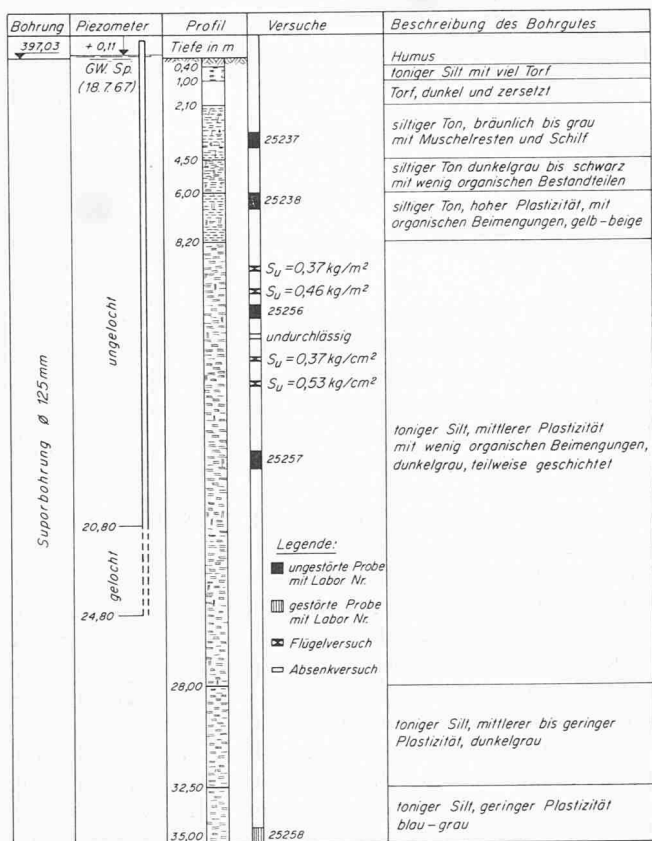 Bohrung Piezometer Profil Versuche Beschreibung des Bohrgutes
397,03 + 0,11 Tiefe in m
GW. Sp.
(18.7.67)
Suparbohrung Ø 125mm
ungelocht
20,80
gelocht
24,80
0,40
1,00
2,10
4,50
6,00
8,20
28,00
32,50
35,00
25237
25238
Su = 0,37 kg/m²
Su = 0,46 kg/m²
25256
undurchlässig
Su = 0,37 kg/cm²
Su = 0,53 kg/cm²
25257
Legende:
ungestörte Probe
mit Labor Nr.
gestörte Probe
mit Labor Nr.
Flügelversuch
Absenkversuch
25258
Humus
toniger Silt mit viel Torf
Torf, dunkel und zersetzt
siltiger Ton, bräunlich bis grau
mit Muschelresten und Schilf
siltiger Ton dunkelgrau bis schwarz
mit wenig organischen Bestandteilen
siltiger Ton, hoher Plastizität, mit
organischen Beimengungen, gelb-beige
toniger Silt, mittlerer Plastizität
mit wenig organischen Beimengungen,
dunkelgrau, teilweise geschichtet
toniger Silt, mittlerer bis geringer
Plastizität, dunkelgrau
toniger Silt, geringer Plastizität
blau-grau